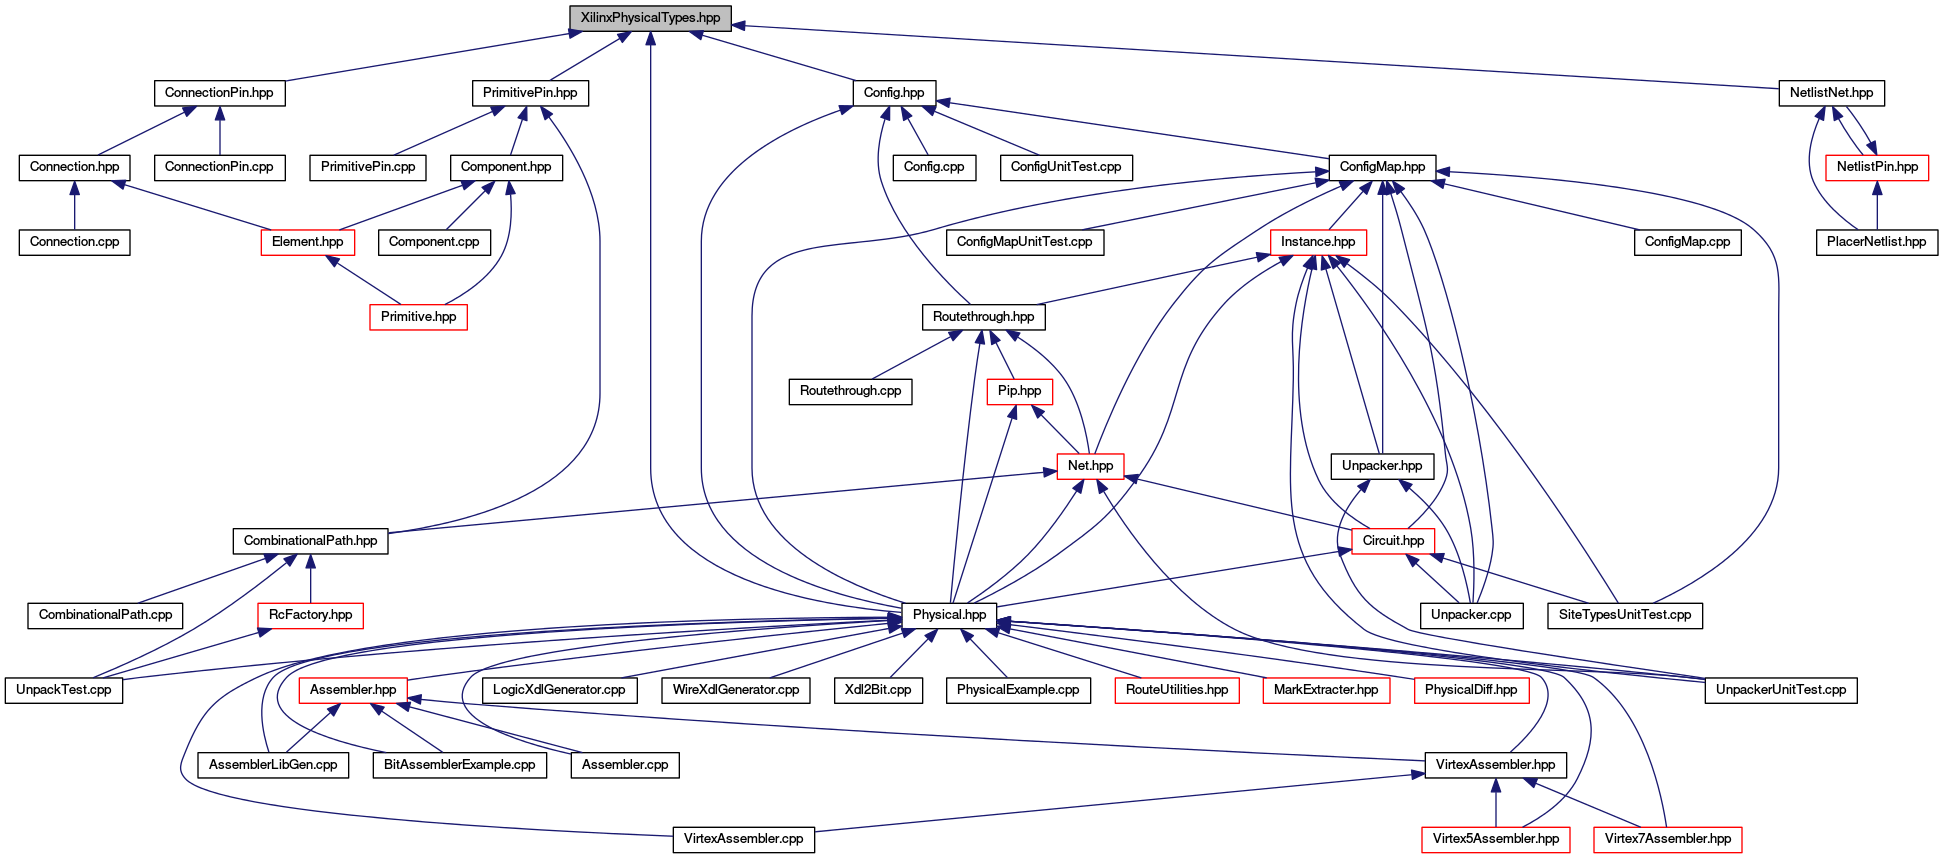 XilinxPhysicalTypes.hpp
ConnectionPin.hpp
PrimitivePin.hpp
Config.hpp
NetlistNet.hpp
Connection.hpp
ConnectionPin.cpp
PrimitivePin.cpp
Component.hpp
Config.cpp
ConfigUnitTest.cpp
ConfigMap.hpp
NetlistPin.hpp
Connection.cpp
Element.hpp
Component.cpp
ConfigMapUnitTest.cpp
Instance.hpp
ConfigMap.cpp
PlacerNetlist.hpp
Primitive.hpp
Routethrough.hpp
Routethrough.cpp
Pip.hpp
Net.hpp
Unpacker.hpp
CombinationalPath.hpp
Circuit.hpp
CombinationalPath.cpp
RcFactory.hpp
Physical.hpp
Unpacker.cpp
SiteTypesUnitTest.cpp
UnpackTest.cpp
Assembler.hpp
LogicXdlGenerator.cpp
WireXdlGenerator.cpp
Xdl2Bit.cpp
PhysicalExample.cpp
RouteUtilities.hpp
MarkExtracter.hpp
PhysicalDiff.hpp
UnpackerUnitTest.cpp
AssemblerLibGen.cpp
BitAssemblerExample.cpp
Assembler.cpp
VirtexAssembler.hpp
VirtexAssembler.cpp
Virtex5Assembler.hpp
Virtex7Assembler.hpp